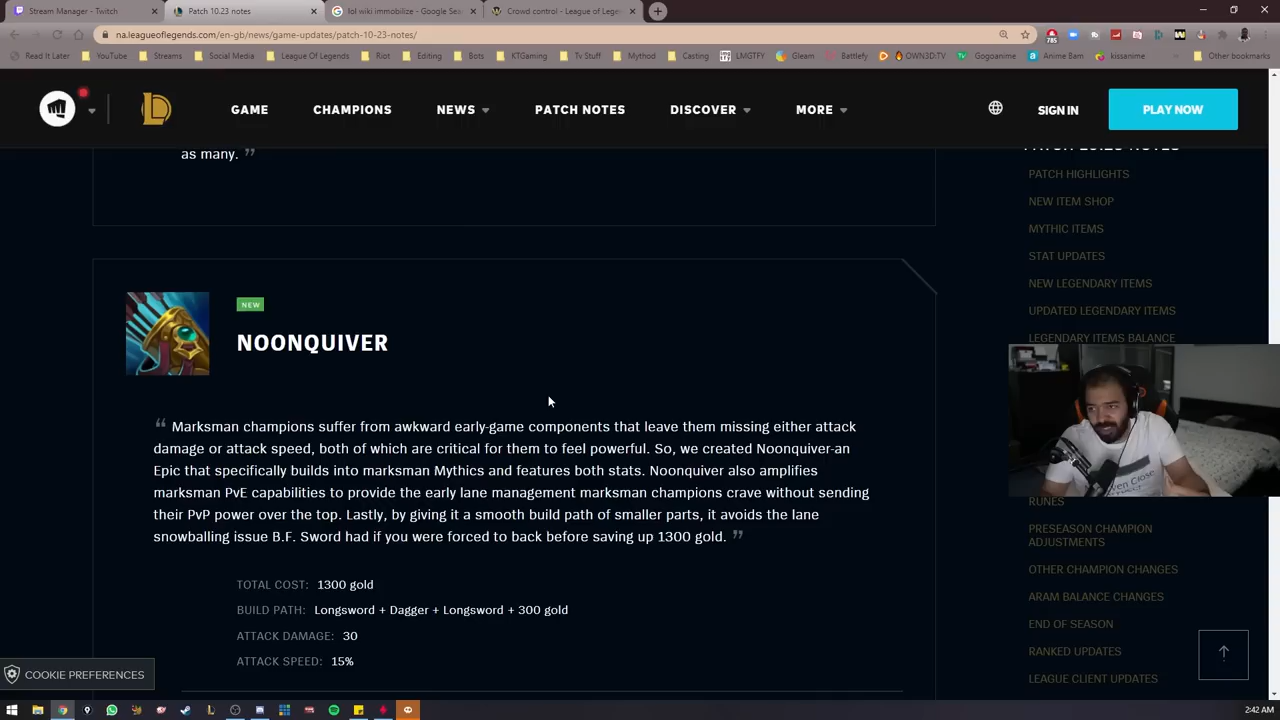 Stream Manager - Twitch
Patch 10.23 notes
lol wiki immobilize - Google Sea
Crowd control - League of Legen
na.leagueoflegends.com/en-gb/news/game-updates/patch-10-23-notes/
785
Read It Later
YouTube
Streams
Social Media
League Of Legends
Riot
Editing
Bots
KTGaming
Tv Stuff
Mythod
Casting
LMGTFY
Gleam
Battlefy
OWN3D:TV
Gogoanime
Anime Bam
kissanime
Other bookmarks
GAME
CHAMPIONS
NEWS
PATCH NOTES
DISCOVER
MORE
SIGN IN
PLAY NOW
as many. ”
PATCH 10.23 NOTES
PATCH HIGHLIGHTS
NEW ITEM SHOP
MYTHIC ITEMS
STAT UPDATES
NEW LEGENDARY ITEMS
UPDATED LEGENDARY ITEMS
LEGENDARY ITEMS BALANCE
RUNES
PRESEASON CHAMPION
ADJUSTMENTS
OTHER CHAMPION CHANGES
ARAM BALANCE CHANGES
END OF SEASON
RANKED UPDATES
LEAGUE CLIENT UPDATES
NEW
NOONQUIVER
“ Marksman champions suffer from awkward early-game components that leave them missing either attack
damage or attack speed, both of which are critical for them to feel powerful. So, we created Noonquiver-an
Epic that specifically builds into marksman Mythics and features both stats. Noonquiver also amplifies
marksman PvE capabilities to provide the early lane management marksman champions crave without sending
their PvP power over the top. Lastly, by giving it a smooth build path of smaller parts, it avoids the lane
snowballing issue B.F. Sword had if you were forced to back before saving up 1300 gold. ”
TOTAL COST: 1300 gold
BUILD PATH: Longsword + Dagger + Longsword + 300 gold
ATTACK DAMAGE: 30
ATTACK SPEED: 15%
COOKIE PREFERENCES
2:42 AM